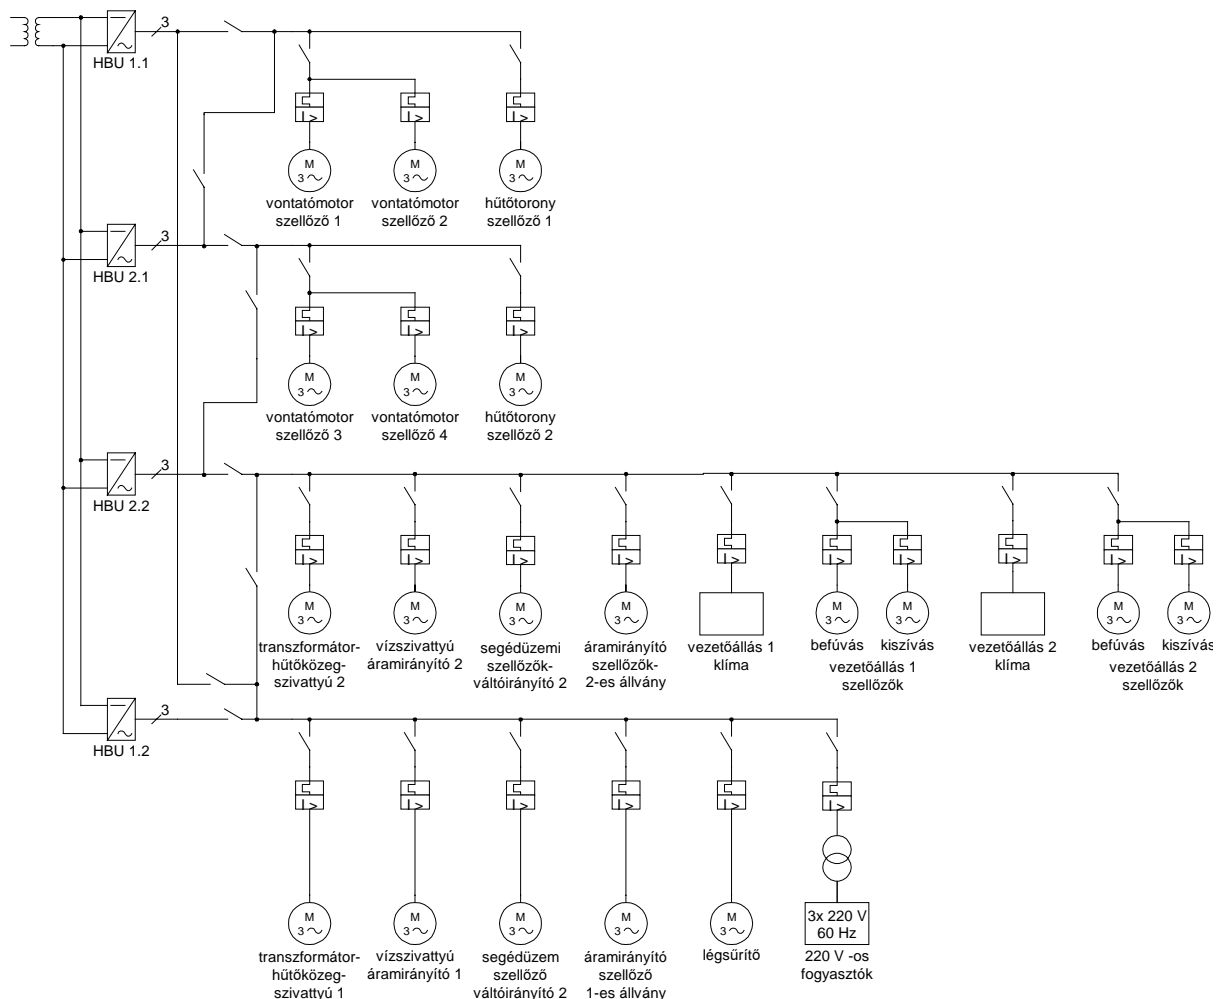 3
HBU 1.1
M
3
M
3
M
3
vontatómotor
szellőző 1
vontatómotor
szellőző 2
hűtőtorony
szellőző 1
3
HBU 2.1
M
3
M
3
M
3
vontatómotor
szellőző 3
vontatómotor
szellőző 4
hűtőtorony
szellőző 2
3
HBU 2.2
M
3
M
3
M
3
M
3
M
3
M
3
M
3
M
3
transzformátor-
hűtőközeg-
szivattyú 2
vízszivattyú
áramirányító 2
segédüzemi
szellőzők-
váltóirányító 2
áramirányító
szellőzők-
2-es állvány
vezetőállás 1
klíma
befúvás
kiszívás
vezetőállás 1
szellőzők
vezetőállás 2
klíma
befúvás
kiszívás
vezetőállás 2
szellőzők
3
HBU 1.2
M
3
M
3
M
3
M
3
M
3
3x 220 V
60 Hz
transzformátor-
hűtőközeg-
szivattyú 1
vízszivattyú
áramirányító 1
segédüzem
szellőző
váltóirányító 2
áramirányító
szellőző
1-es állvány
légsűrítő
220 V -os
fogyasztók